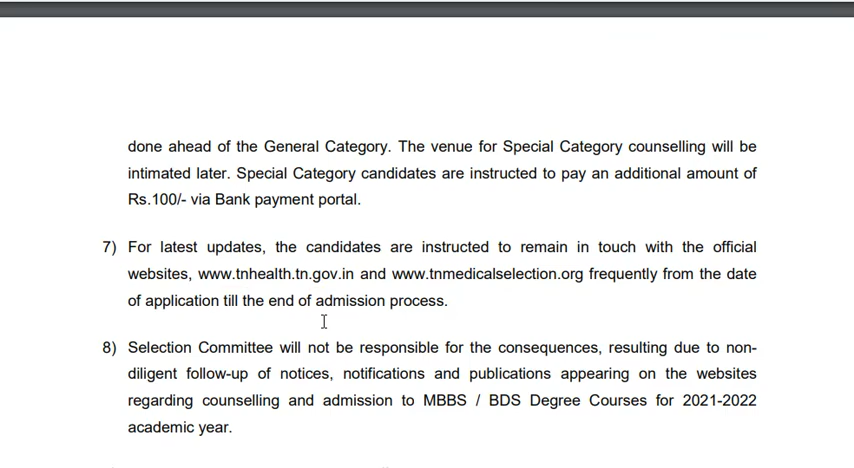 done ahead of the General Category. The venue for Special Category counselling will be
intimated later. Special Category candidates are instructed to pay an additional amount of
Rs.100/- via Bank payment portal.
7) For latest updates, the candidates are instructed to remain in touch with the official
websites, www.tnhealth.tn.gov.in and www.tnmedicalselection.org frequently from the date
of application till the end of admission process.
8) Selection Committee will not be responsible for the consequences, resulting due to non-
diligent follow-up of notices, notifications and publications appearing on the websites
regarding counselling and admission to MBBS / BDS Degree Courses for 2021-2022
academic year.